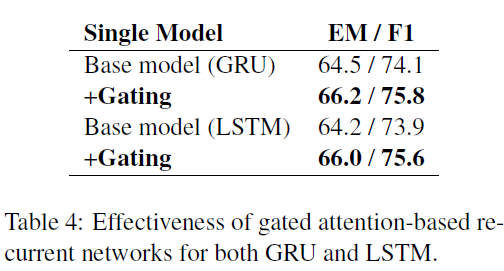 Single Model EM / F1
Base model (GRU) 64.5 / 74.1
+Gating 66.2 / 75.8
Base model (LSTM) 64.2 / 73.9
+Gating 66.0 / 75.6
Table 4: Effectiveness of gated attention-based re-
current networks for both GRU and LSTM.